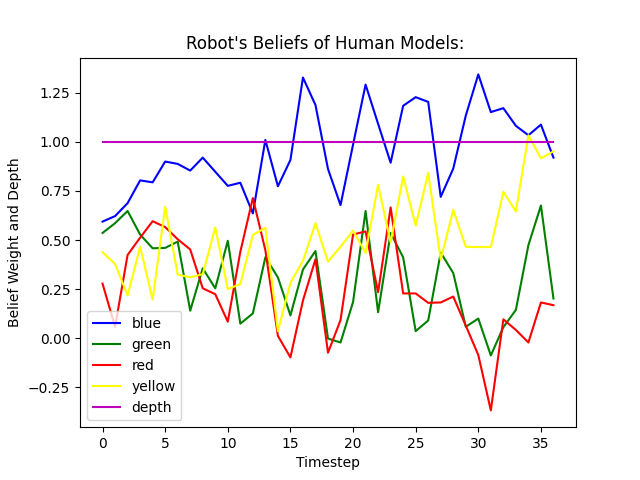 Robot's Beliefs of Human Models:
Belief Weight and Depth
1.25
1.00
0.75
0.50
0.25
0.00
−0.25
blue
green
red
yellow
depth
0 5 10 15 20 25 30 35
Timestep